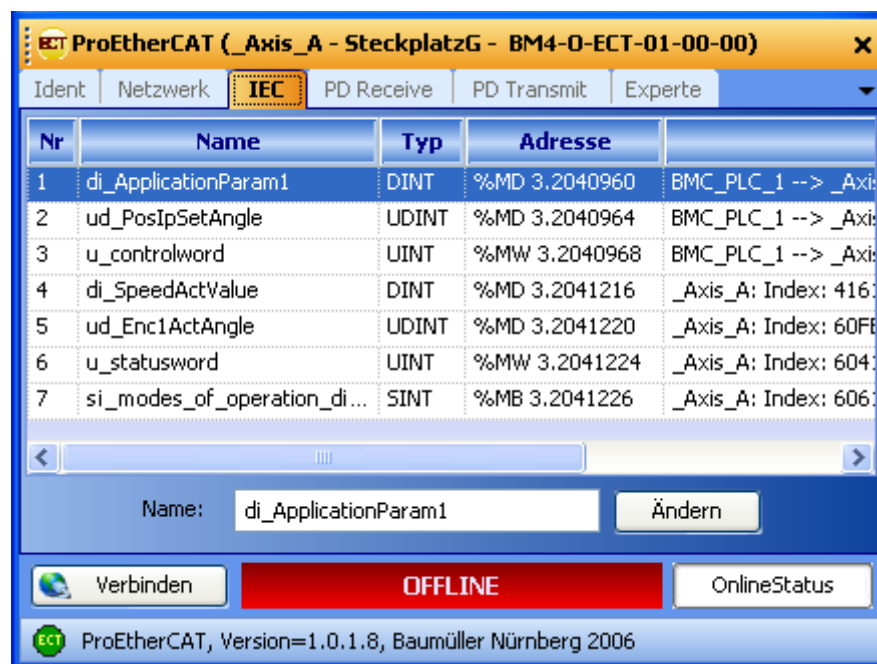 ECT ProEtherCAT (_Axis_A - SteckplatzG - BM4-O-ECT-01-00-00)
Ident Netzwerk IEC PD Receive PD Transmit Experte
Nr Name Typ Adresse
1 di_ApplicationParam1 DINT %MD 3.2040960 BMC_PLC_1 --> _Axi
2 ud_PosIpSetAngle UDINT %MD 3.2040964 BMC_PLC_1 --> _Axi
3 u_controlword UINT %MW 3.2040968 BMC_PLC_1 --> _Axi
4 di_SpeedActValue DINT %MD 3.2041216 _Axis_A: Index: 4161
5 ud_Enc1ActAngle UDINT %MD 3.2041220 _Axis_A: Index: 60FE
6 u_statusword UINT %MW 3.2041224 _Axis_A: Index: 6041
7 si_modes_of_operation_di... SINT %MB 3.2041226 _Axis_A: Index: 6061
Name: di_ApplicationParam1 Ändern
Verbinden OFFLINE OnlineStatus
ECT ProEtherCAT, Version=1.0.1.8, Baumüller Nürnberg 2006